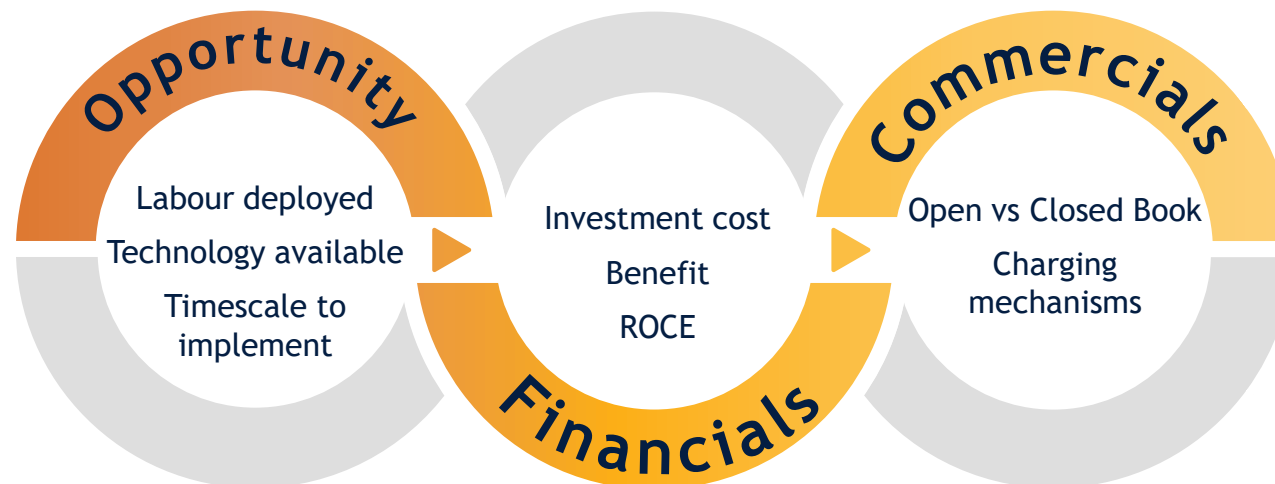 Opportunity
Labour deployed
Technology available
Timescale to
implement
Investment cost
Benefit
ROCE
Financials
Commercials
Open vs Closed Book
Charging
mechanisms